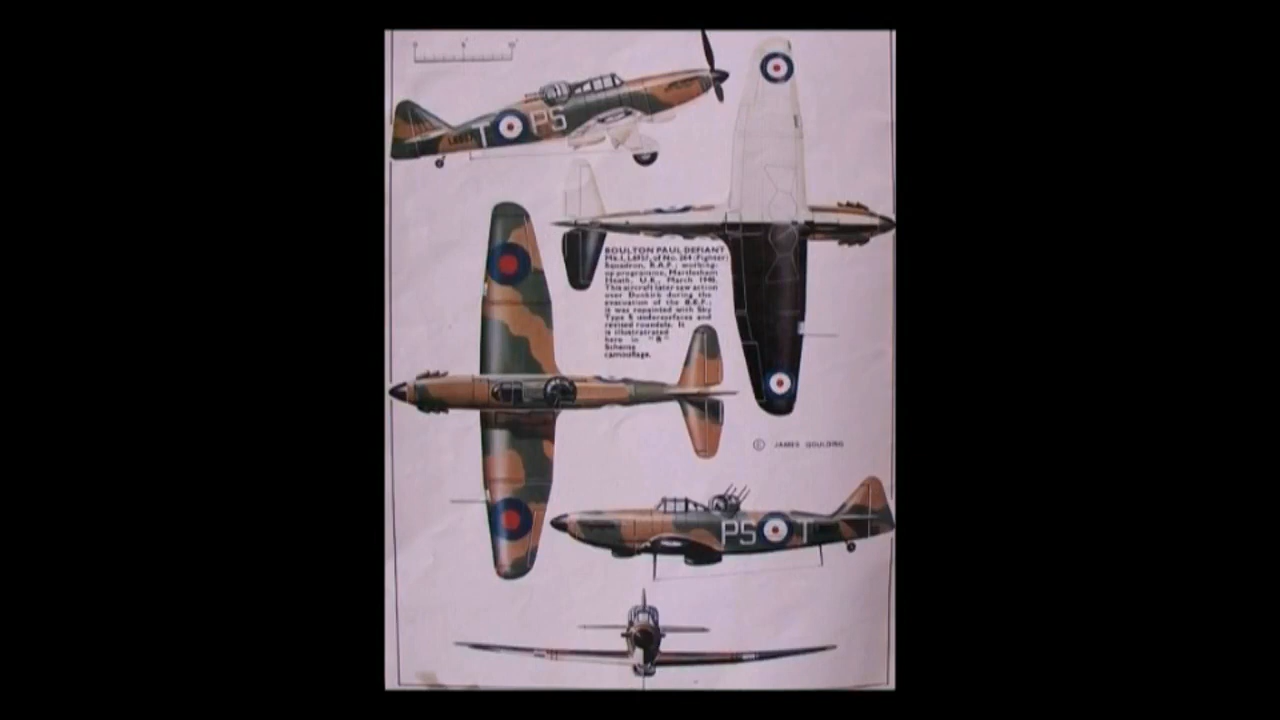 T PS
L6957
BOULTON PAUL DEFIANT
Mk.I, L6957, of No. 264 (Fighter)
Squadron, R.A.F.; working-
up programme, Martlesham
Heath, U.K., March 1940.
This aircraft later saw action
over Dunkirk during the
evacuation of the B.E.F.;
it was repainted with Sky
Type S undersurfaces and
revised roundels. It
is illustrated
here in "B"
Scheme
camouflage.
© JAMES GOULDING
PS T